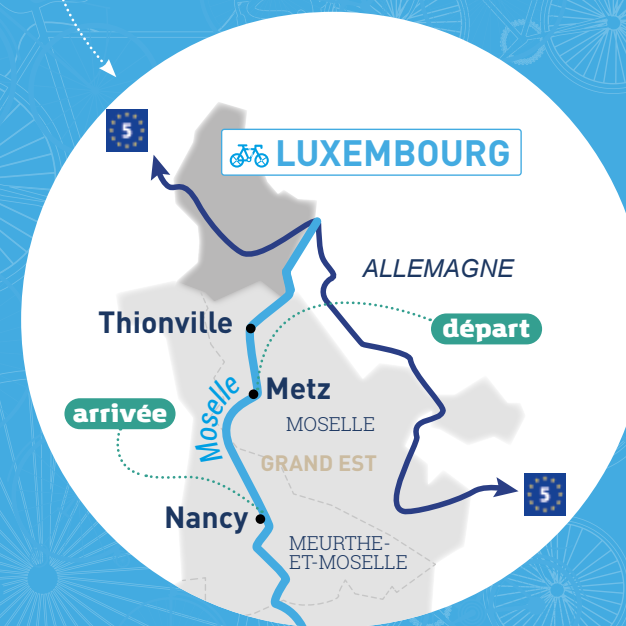 5
LUXEMBOURG
ALLEMAGNE
Thionville
départ
Metz
Moselle
arrivée
MOSELLE
GRAND EST
5
Nancy
MEURTHE-
ET-MOSELLE